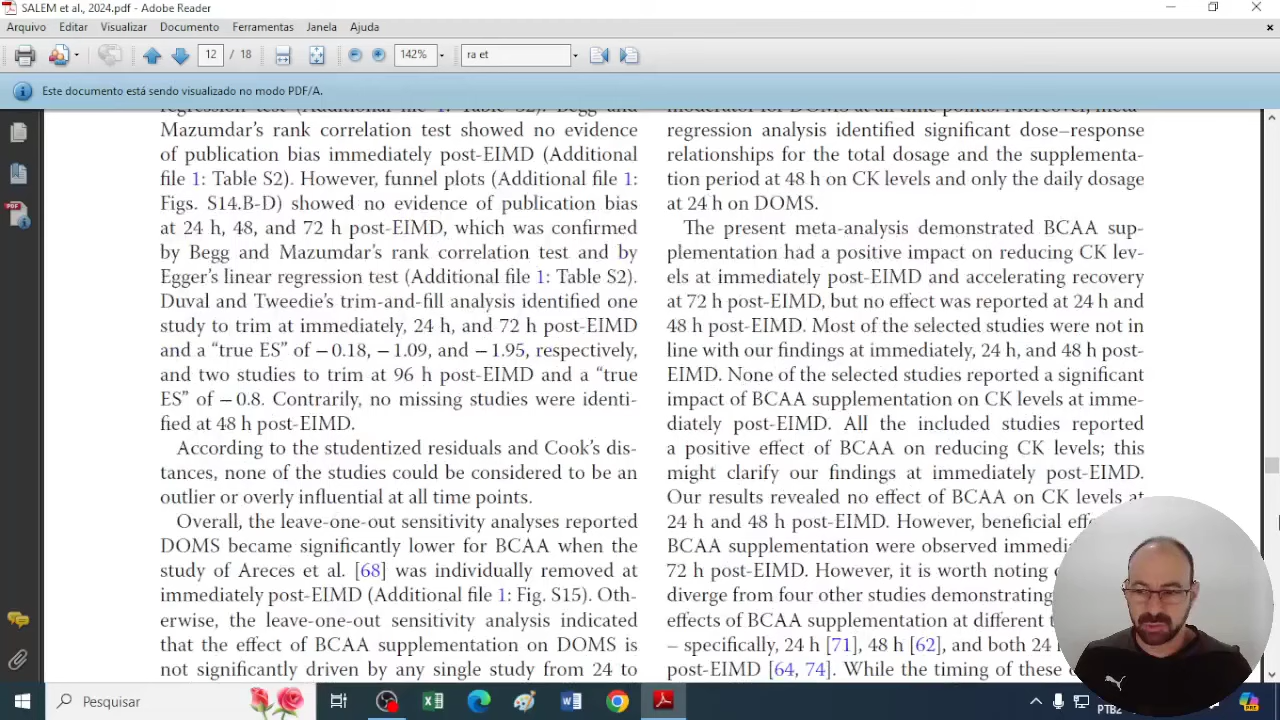 SALEM et al., 2024.pdf - Adobe Reader
Arquivo Editar Visualizar Documento Ferramentas Janela Ajuda
12 / 18 142% ra et
Este documento está sendo visualizado no modo PDF/A.
regression test (Additional file 1: Table S2). Begg and
Mazumdar's rank correlation test showed no evidence
of publication bias immediately post-EIMD (Additional
file 1: Table S2). However, funnel plots (Additional file 1:
Figs. S14.B-D) showed no evidence of publication bias
at 24 h, 48, and 72 h post-EIMD, which was confirmed
by Begg and Mazumdar's rank correlation test and by
Egger's linear regression test (Additional file 1: Table S2).
Duval and Tweedie's trim-and-fill analysis identified one
study to trim at immediately, 24 h, and 72 h post-EIMD
and a "true ES" of −0.18, −1.09, and −1.95, respectively,
and two studies to trim at 96 h post-EIMD and a "true
ES" of −0.8. Contrarily, no missing studies were identi-
fied at 48 h post-EIMD.
According to the studentized residuals and Cook's dis-
tances, none of the studies could be considered to be an
outlier or overly influential at all time points.
Overall, the leave-one-out sensitivity analyses reported
DOMS became significantly lower for BCAA when the
study of Areces et al. [68] was individually removed at
immediately post-EIMD (Additional file 1: Fig. S15). Oth-
erwise, the leave-one-out sensitivity analysis indicated
that the effect of BCAA supplementation on DOMS is
not significantly driven by any single study from 24 to
moderator for DOMS at all time points. Moreover, meta-
regression analysis identified significant dose–response
relationships for the total dosage and the supplementa-
tion period at 48 h on CK levels and only the daily dosage
at 24 h on DOMS.
The present meta-analysis demonstrated BCAA sup-
plementation had a positive impact on reducing CK lev-
els at immediately post-EIMD and accelerating recovery
at 72 h post-EIMD, but no effect was reported at 24 h and
48 h post-EIMD. Most of the selected studies were not in
line with our findings at immediately, 24 h, and 48 h post-
EIMD. None of the selected studies reported a significant
impact of BCAA supplementation on CK levels at imme-
diately post-EIMD. All the included studies reported
a positive effect of BCAA on reducing CK levels; this
might clarify our findings at immediately post-EIMD.
Our results revealed no effect of BCAA on CK levels at
24 h and 48 h post-EIMD. However, beneficial
BCAA supplementation were observed
72 h post-EIMD. However, it is worth noting
diverge from four other studies demonstrating
effects of BCAA supplementation at different
– specifically, 24 h [71], 48 h [62], and both 24
post-EIMD [64, 74]. While the timing of these
Pesquisar